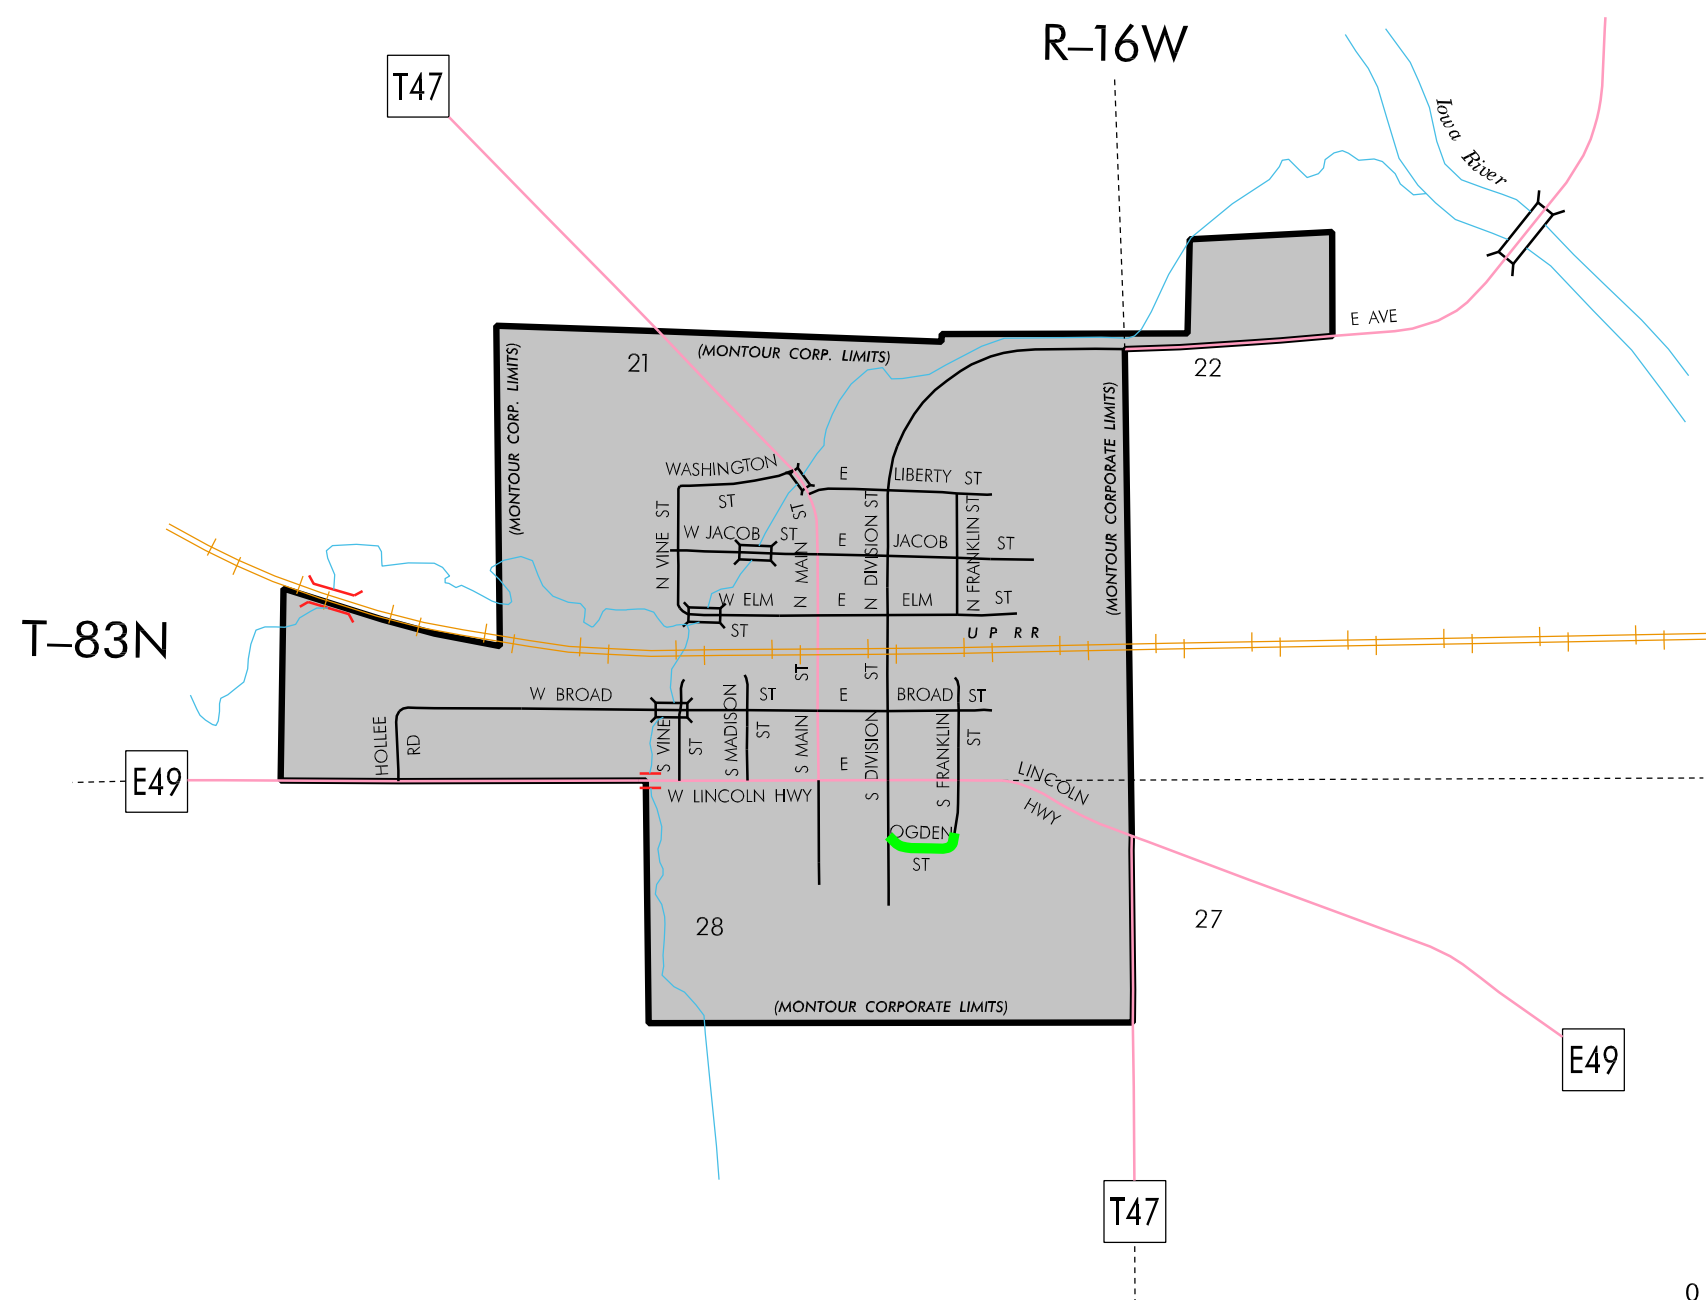 R–16W
T47
Iowa River
E AVE
21
(MONTOUR CORP. LIMITS)
22
(MONTOUR CORP. LIMITS)
(MONTOUR CORPORATE LIMITS)
WASHINGTON
ST
E LIBERTY ST
N VINE ST
W JACOB ST
E JACOB ST
N MAIN ST
N DIVISION ST
N FRANKLIN ST
W ELM
ST
E ELM ST
U P R R
T–83N
ST
ST
W BROAD ST
E BROAD ST
HOLLEE
RD
S VINE
ST
S MADISON
ST
S MAIN
S DIVISION
S FRANKLIN
ST
E49
W LINCOLN HWY
E
LINCOLN
HWY
OGDEN
ST
28
27
(MONTOUR CORPORATE LIMITS)
E49
T47
0